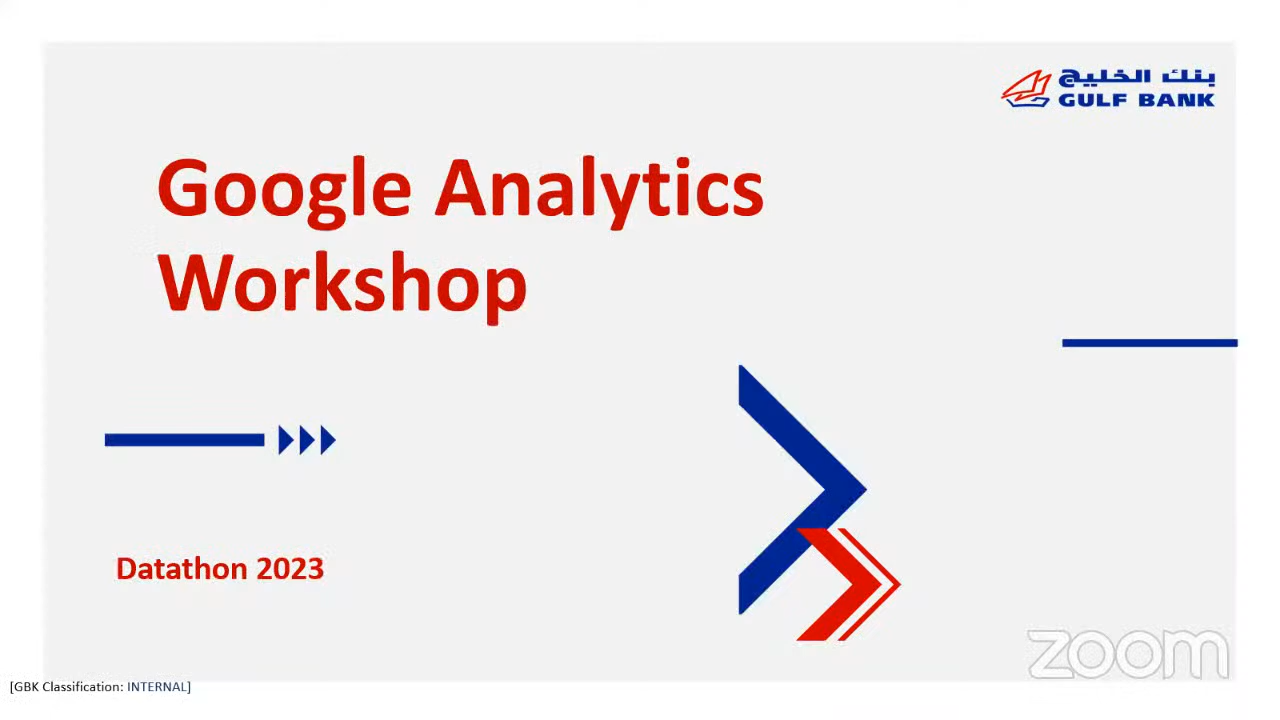 بنك الخليج
GULF BANK
Google Analytics
Workshop
Datathon 2023
zoom
[GBK Classification: INTERNAL]